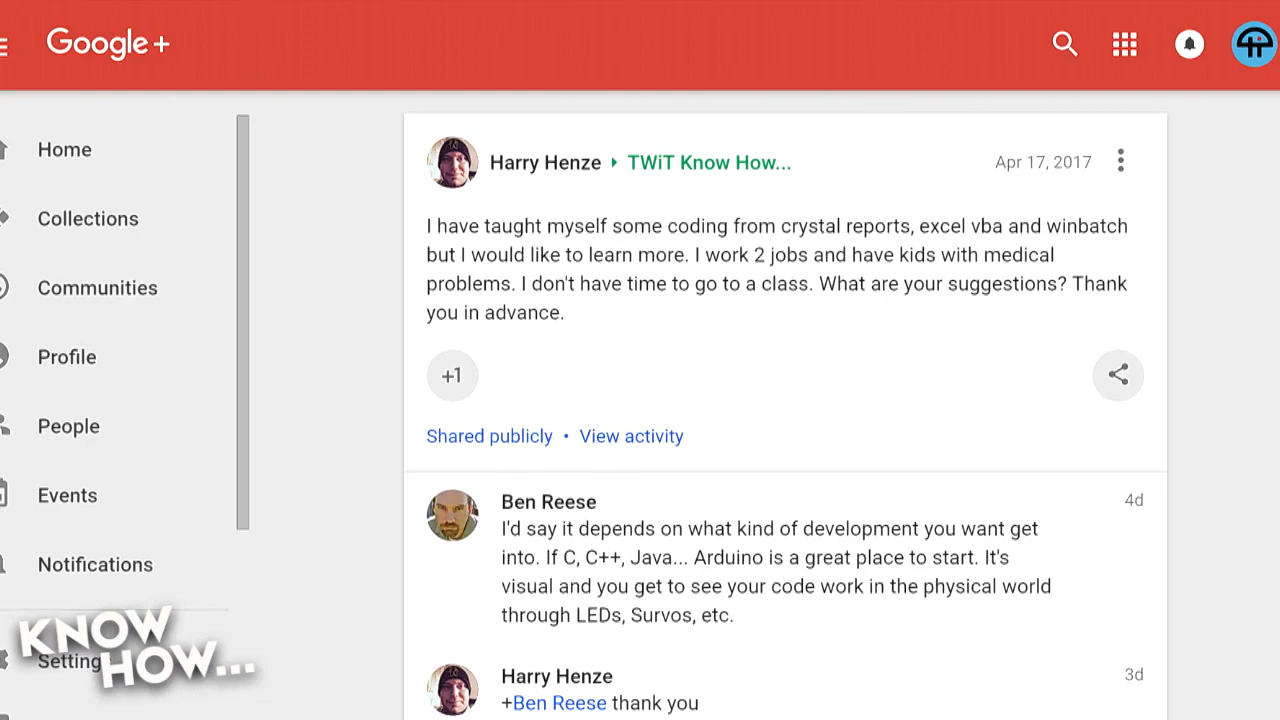 Google+
Home
Collections
Communities
Profile
People
Events
Notifications
Setting
KNOW
HOW...
Harry Henze TWiT Know How...
Apr 17, 2017
I have taught myself some coding from crystal reports, excel vba and winbatch
but I would like to learn more. I work 2 jobs and have kids with medical
problems. I don't have time to go to a class. What are your suggestions? Thank
you in advance.
+1
Shared publicly • View activity
Ben Reese
4d
I'd say it depends on what kind of development you want get
into. If C, C++, Java... Arduino is a great place to start. It's
visual and you get to see your code work in the physical world
through LEDs, Survos, etc.
Harry Henze
3d
+Ben Reese thank you